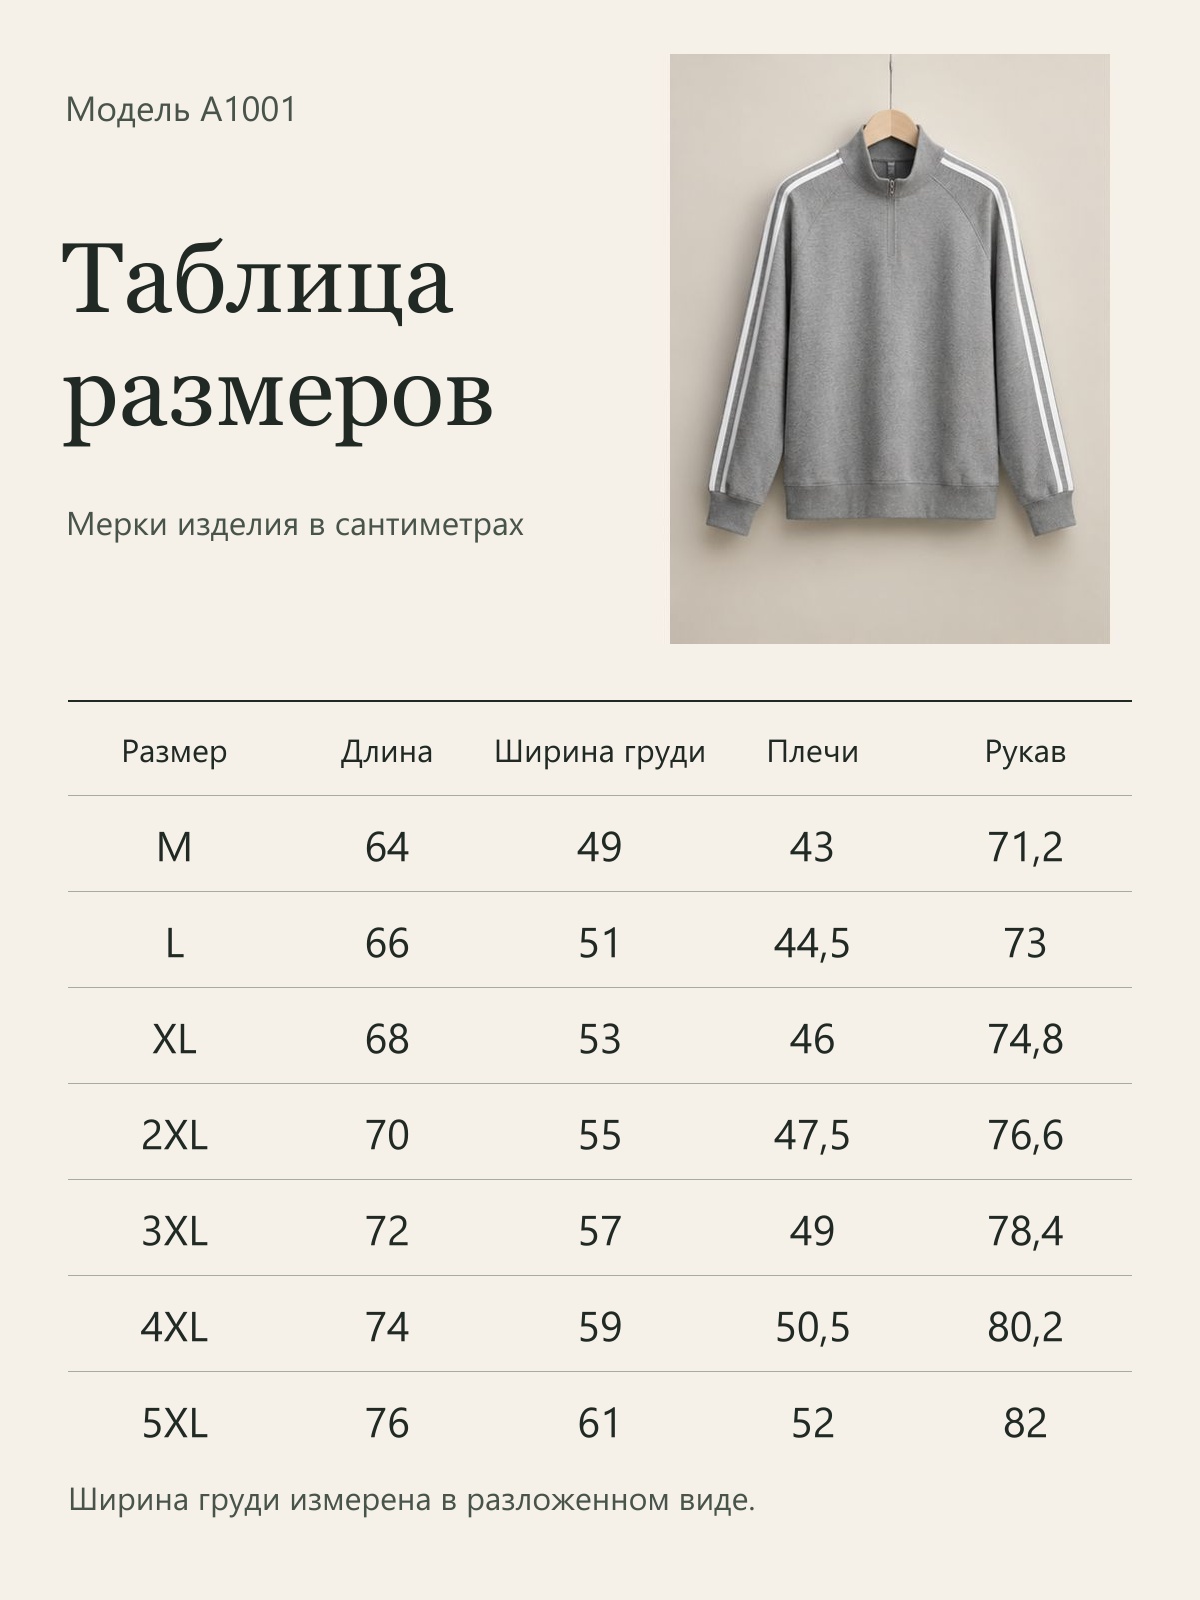 Модель A1001
Таблица
размеров
Мерки изделия в сантиметрах
Размер Длина Ширина груди Плечи Рукав
M 64 49 43 71,2
L 66 51 44,5 73
XL 68 53 46 74,8
2XL 70 55 47,5 76,6
3XL 72 57 49 78,4
4XL 74 59 50,5 80,2
5XL 76 61 52 82
Ширина груди измерена в разложенном виде.